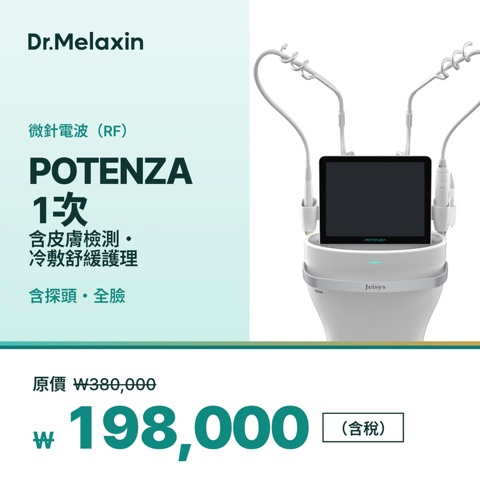 Dr.Melaxin
微針電波（RF）
POTENZA
1次
含皮膚檢測・
冷敷舒緩護理
含探頭・全臉
POTENZA
Jeisys
原價 ₩380,000
₩ 198,000 （含稅）